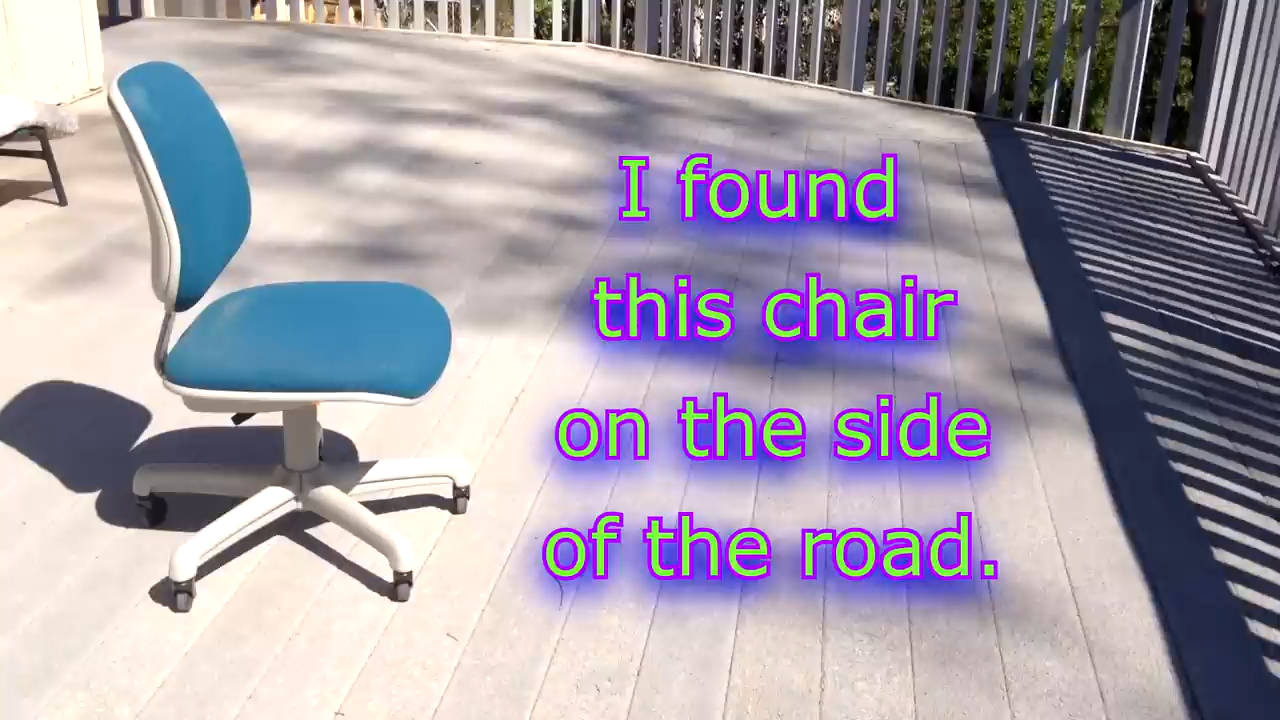 I found
this chair
on the side
of the road.